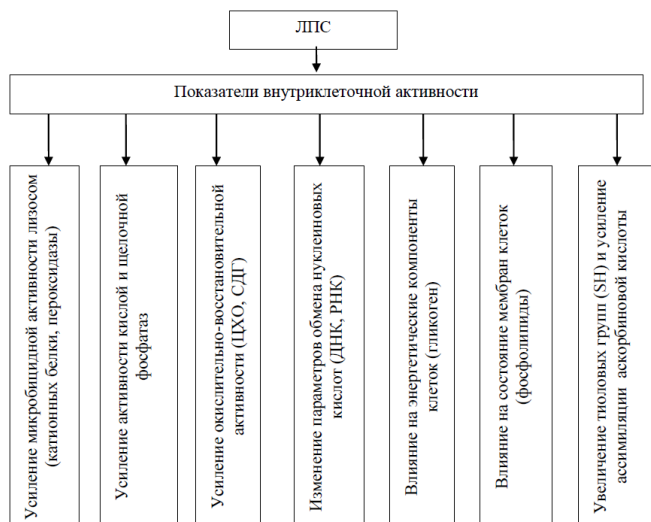 ЛПС
Показатели внутриклеточной активности
Усиление микробицидной активности лизосом
(катионных белки, пероксидазы)
Усиление активности кислой и щелочной
фосфатаз
Усиление окислительно-восстановительной
активности (ЦХО, СДГ)
Изменение параметров обмена нуклеиновых
кислот (ДНК, РНК)
Влияние на энергетические компоненты
клеток (гликоген)
Влияние на состояние мембран клеток
(фосфолипиды)
Увеличение тиоловых групп (SH) и усиление
ассимиляции аскорбиновой кислоты